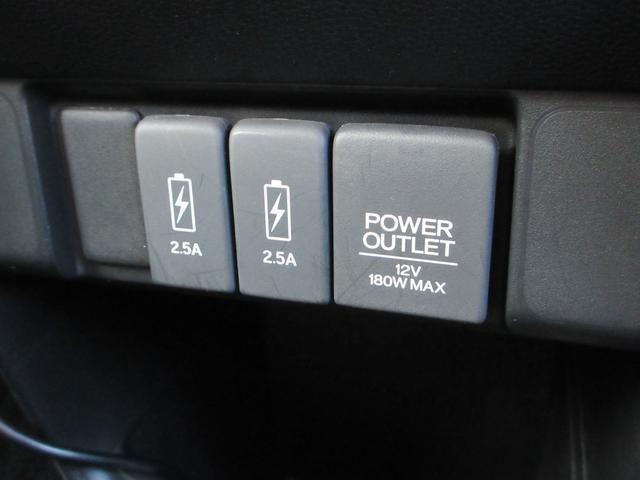 2.5A
2.5A
POWER
OUTLET
12V
180W MAX